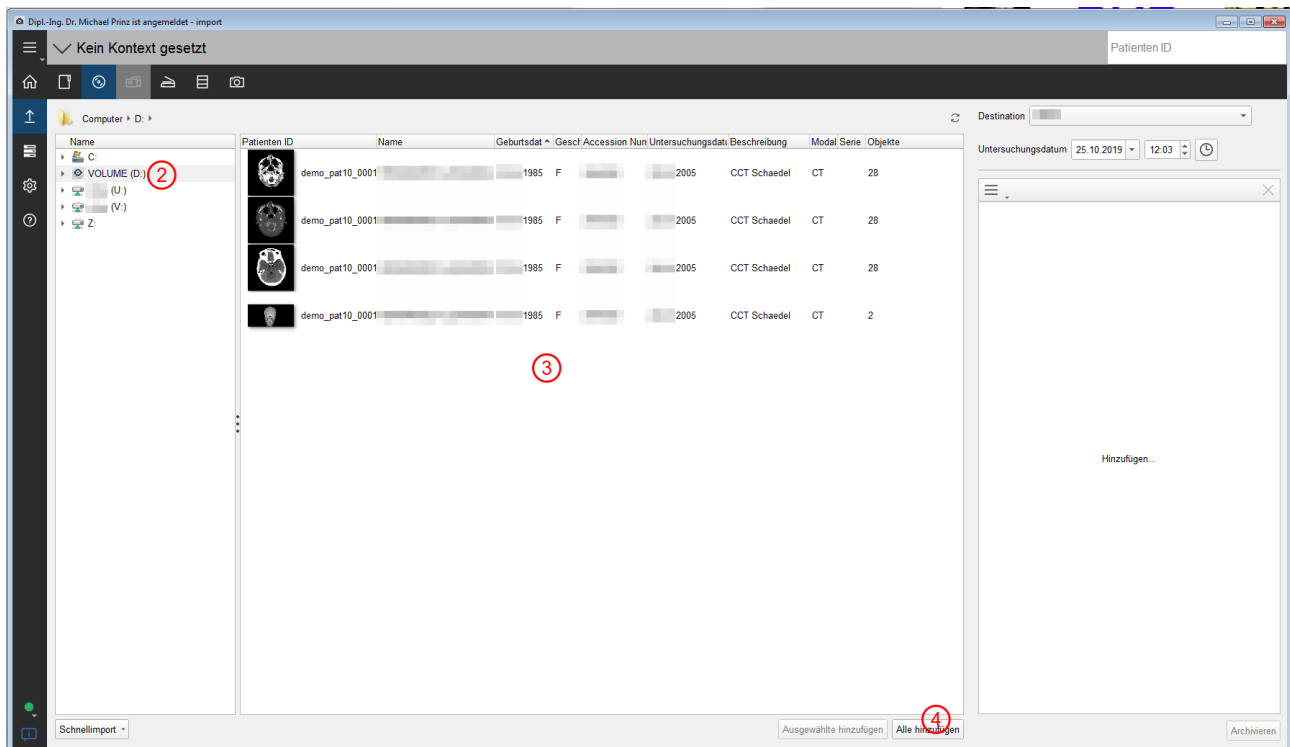 Dipl.-Ing. Dr. Michael Prinz ist angemeldet - import
Kein Kontext gesetzt
Patienten ID
Computer D:
Destination
Untersuchungsdatum 25.10.2019 12:03
Name
C:
VOLUME (D:) 2
(U:)
(V:)
Z:
Patienten ID Name Geburtsdat Gesch Accession Nun Untersuchungsdatu Beschreibung Modal Serie Objekte
demo_pat10_0001 1985 F 2005 CCT Schaedel CT 28
demo_pat10_0001 1985 F 2005 CCT Schaedel CT 28
demo_pat10_0001 1985 F 2005 CCT Schaedel CT 28
demo_pat10_0001 1985 F 2005 CCT Schaedel CT 2
3
Hinzufügen...
4
Schnellimport
Ausgewählte hinzufügen
Alle hinzufügen
Archivieren